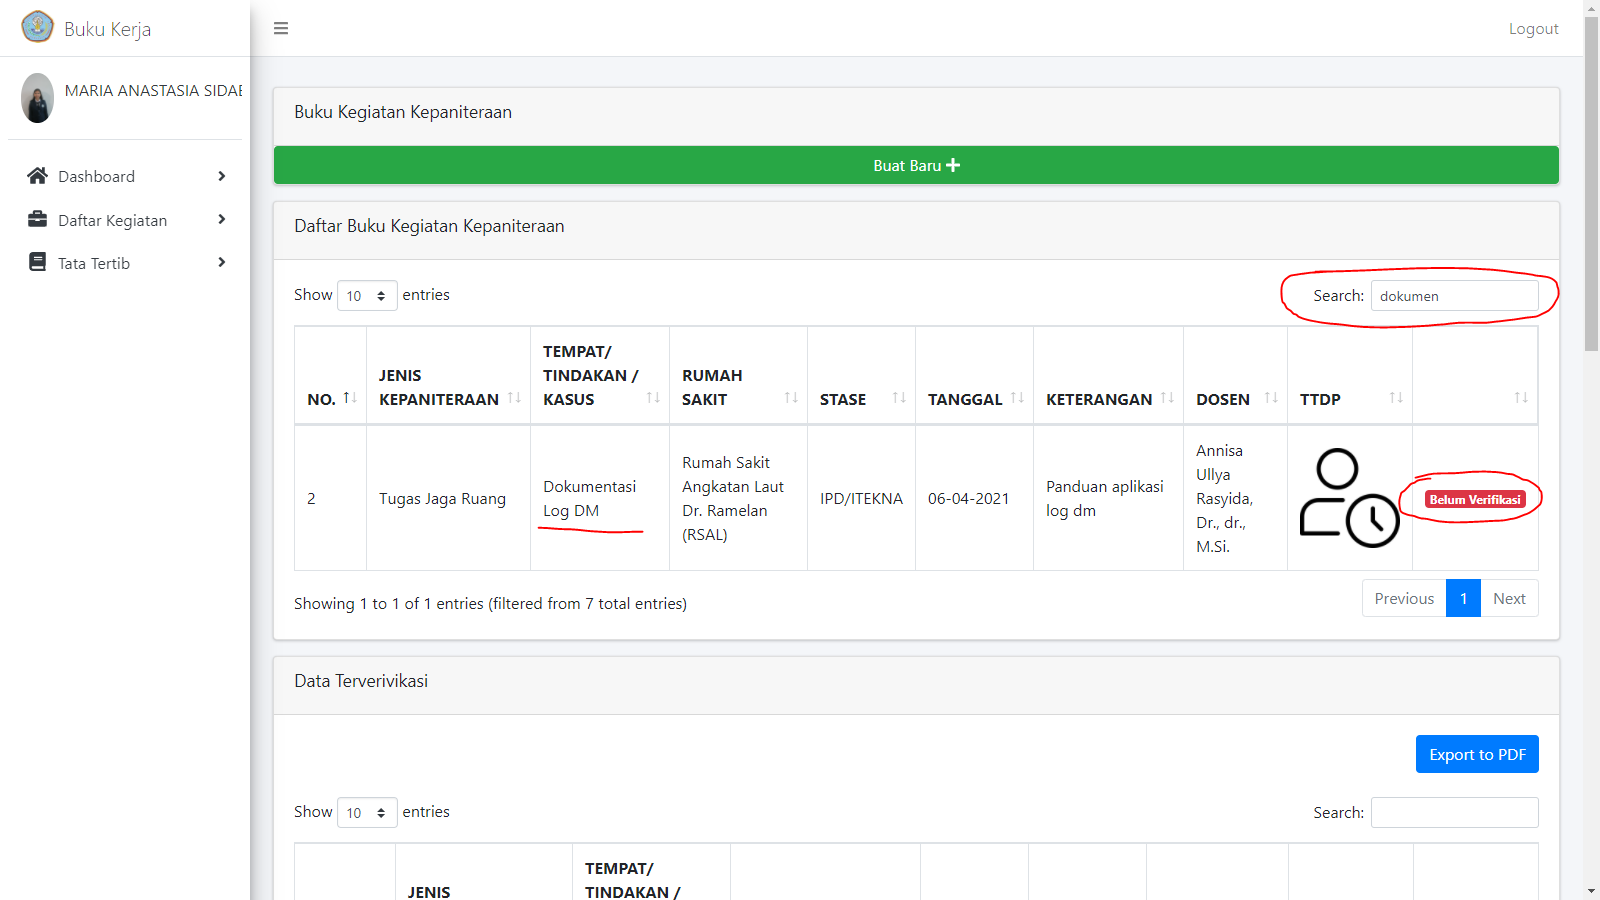 Buku Kerja
Logout
MARIA ANASTASIA SIDAB
Dashboard
Daftar Kegiatan
Tata Tertib
Buku Kegiatan Kepaniteraan
Buat Baru
Daftar Buku Kegiatan Kepaniteraan
Show 10 entries
Search: dokumen
NO.
JENIS
KEPANITERAAN
TEMPAT/
TINDAKAN /
KASUS
RUMAH
SAKIT
STASE
TANGGAL
KETERANGAN
DOSEN
TTDP
2
Tugas Jaga Ruang
Dokumentasi
Log DM
Rumah Sakit
Angkatan Laut
Dr. Ramelan
(RSAL)
IPD/ITEKNA
06-04-2021
Panduan aplikasi
log dm
Annisa
Ullya
Rasyida,
Dr., dr.,
M.Si.
Belum Verifikasi
Showing 1 to 1 of 1 entries (filtered from 7 total entries)
Previous 1 Next
Data Terverivikasi
Export to PDF
Show 10 entries
Search:
JENIS
TEMPAT/
TINDAKAN /